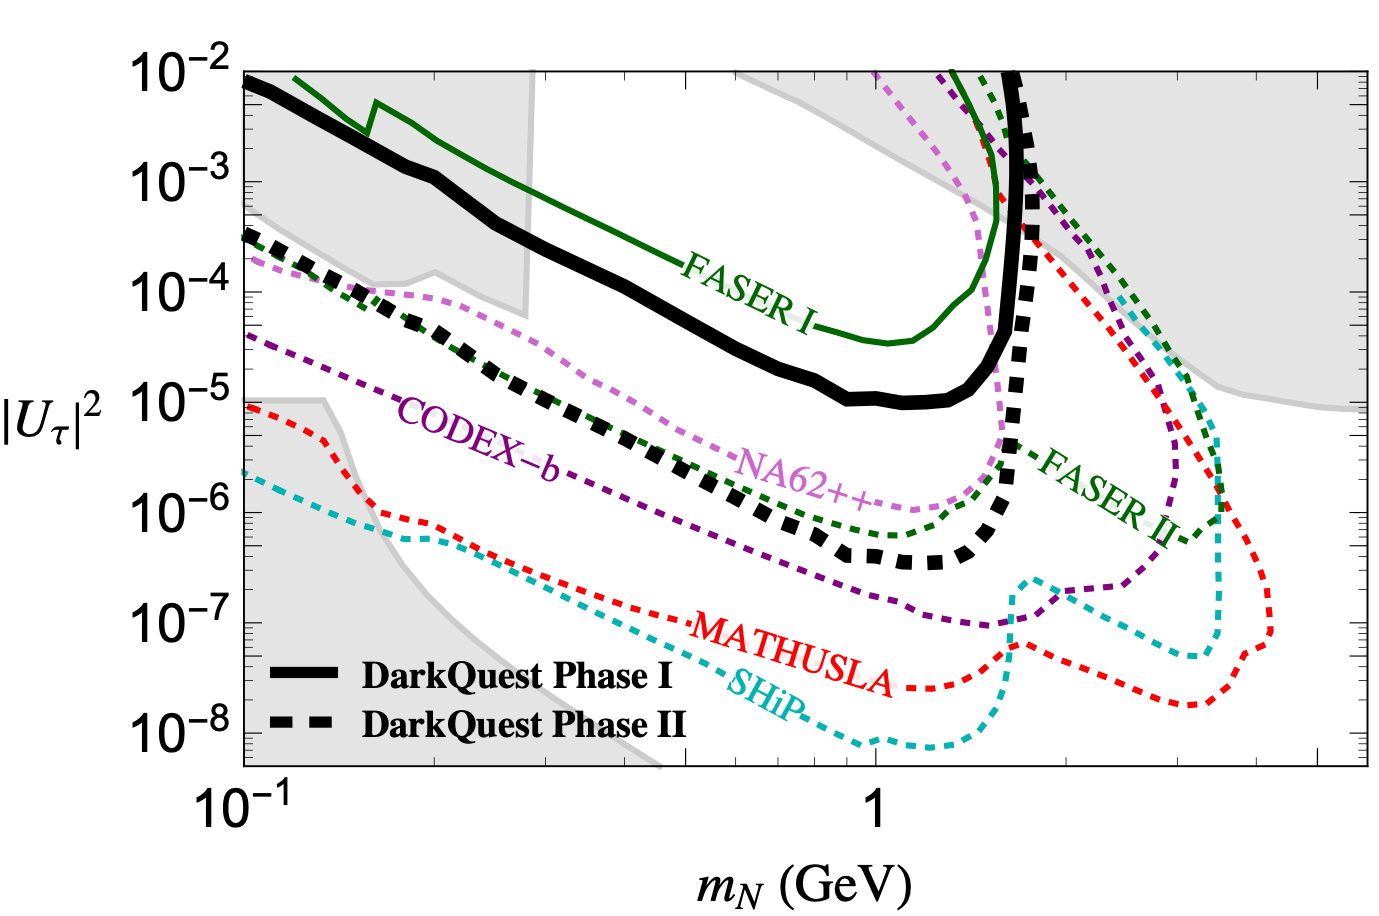 10⁻²
10⁻³
10⁻⁴
10⁻⁵
|Uτ|²
10⁻⁶
10⁻⁷
10⁻⁸
FASER I
CODEX−b
NA62++
FASER II
MATHUSLA
SHiP
DarkQuest Phase I
DarkQuest Phase II
10⁻¹
1
m_N (GeV)